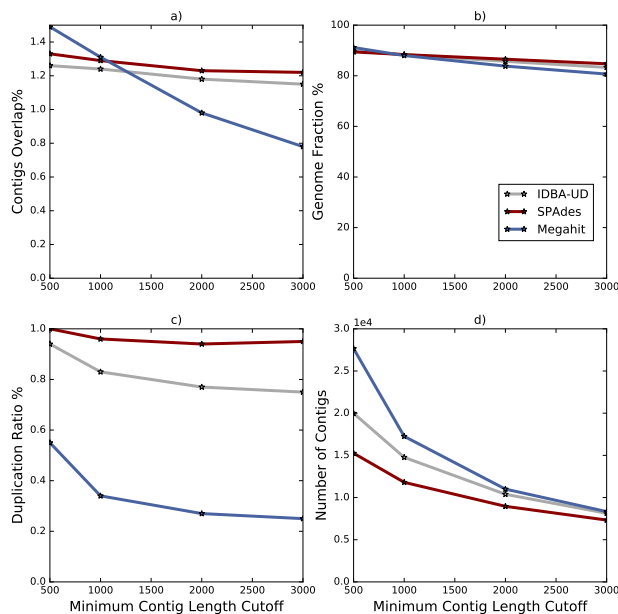 a)
1.4
1.2
1.0
0.8
0.6
0.4
0.2
0.0
Contigs Overlap%
500 1000 1500 2000 2500 3000
b)
100
80
60
40
20
0
Genome Fraction %
IDBA-UD
SPAdes
Megahit
500 1000 1500 2000 2500 3000
c)
1.0
0.8
0.6
0.4
0.2
0.0
Duplication Ratio %
500 1000 1500 2000 2500 3000
Minimum Contig Length Cutoff
d)
1e4
3.0
2.5
2.0
1.5
1.0
0.5
0.0
Number of Contigs
500 1000 1500 2000 2500 3000
Minimum Contig Length Cutoff